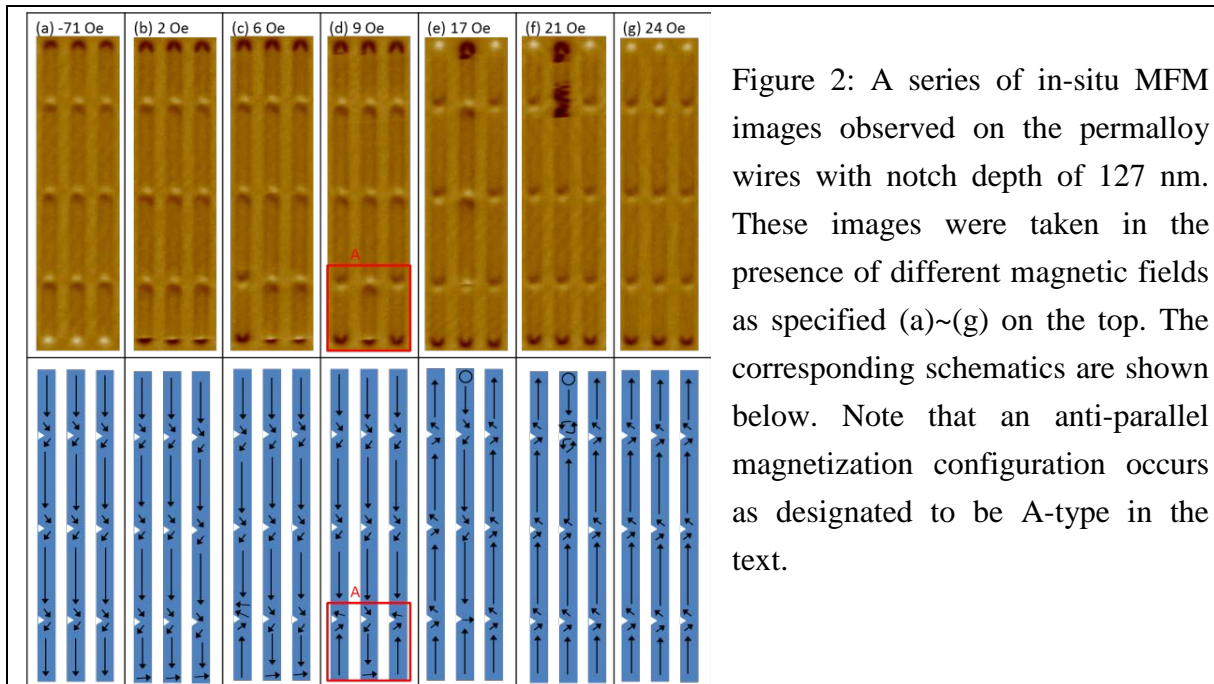 (a) -71 Oe
(b) 2 Oe
(c) 6 Oe
(d) 9 Oe
(e) 17 Oe
(f) 21 Oe
(g) 24 Oe
A
A
Figure 2: A series of in-situ MFM
images observed on the permalloy
wires with notch depth of 127 nm.
These images were taken in the
presence of different magnetic fields
as specified (a)~(g) on the top. The
corresponding schematics are shown
below. Note that an anti-parallel
magnetization configuration occurs
as designated to be A-type in the
text.